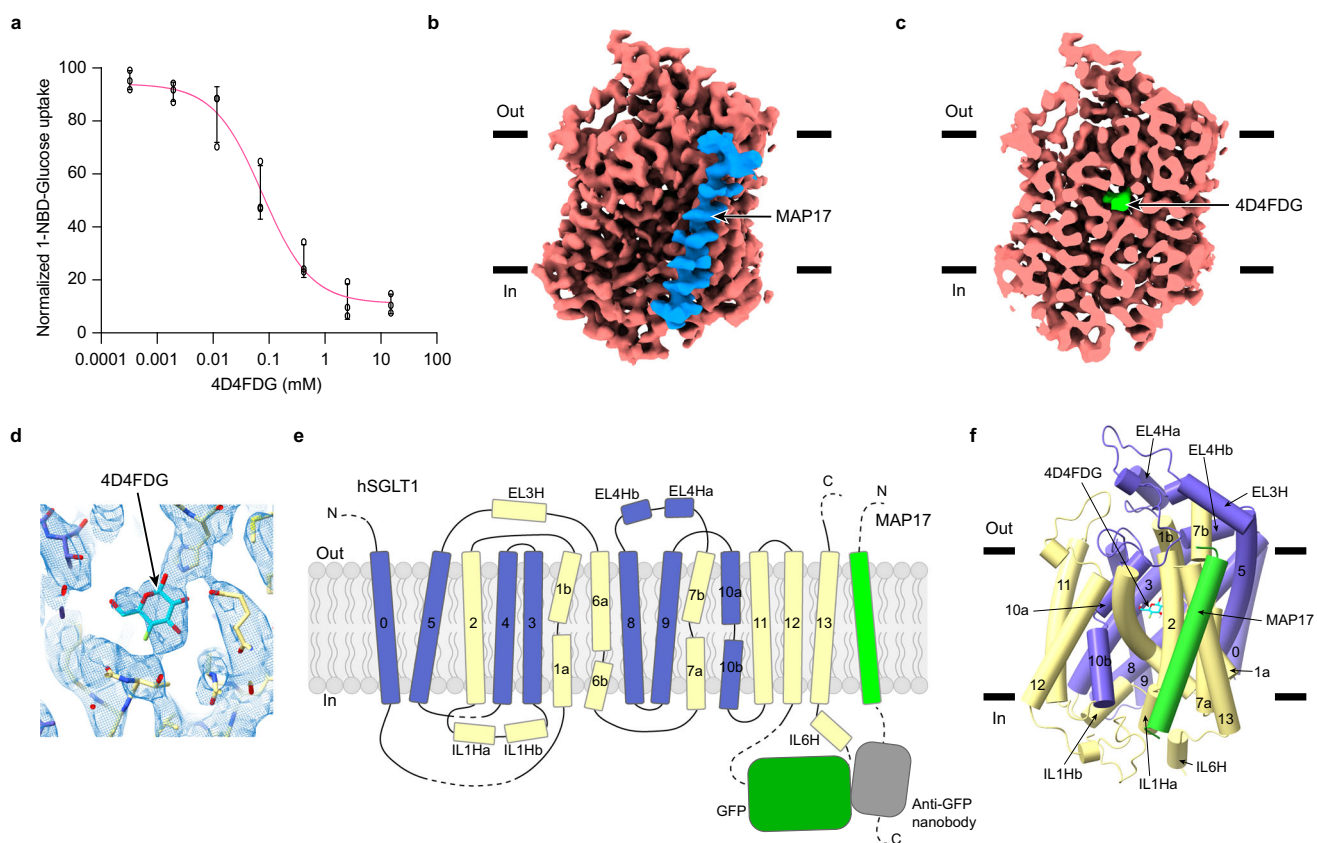 a
Normalized 1-NBD-Glucose uptake
100
80
60
40
20
0
0.0001
0.001
0.01
0.1
1
10
100
4D4FDG (mM)
b
Out
MAP17
In
c
Out
4D4FDG
In
d
4D4FDG
e
hSGLT1
EL3H
EL4Hb
EL4Ha
C
N
MAP17
N
Out
0
5
2
4
3
1b
1a
6a
6b
8
9
7b
7a
10a
10b
11
12
13
In
IL1Ha
IL1Hb
IL6H
GFP
Anti-GFP
nanobody
C
f
EL4Ha
4D4FDG
EL4Hb
EL3H
Out
7b
1b
11
3
5
10a
2
MAP17
0
10b
8
1a
9
12
7a
In
13
IL1Hb
IL1Ha
IL6H